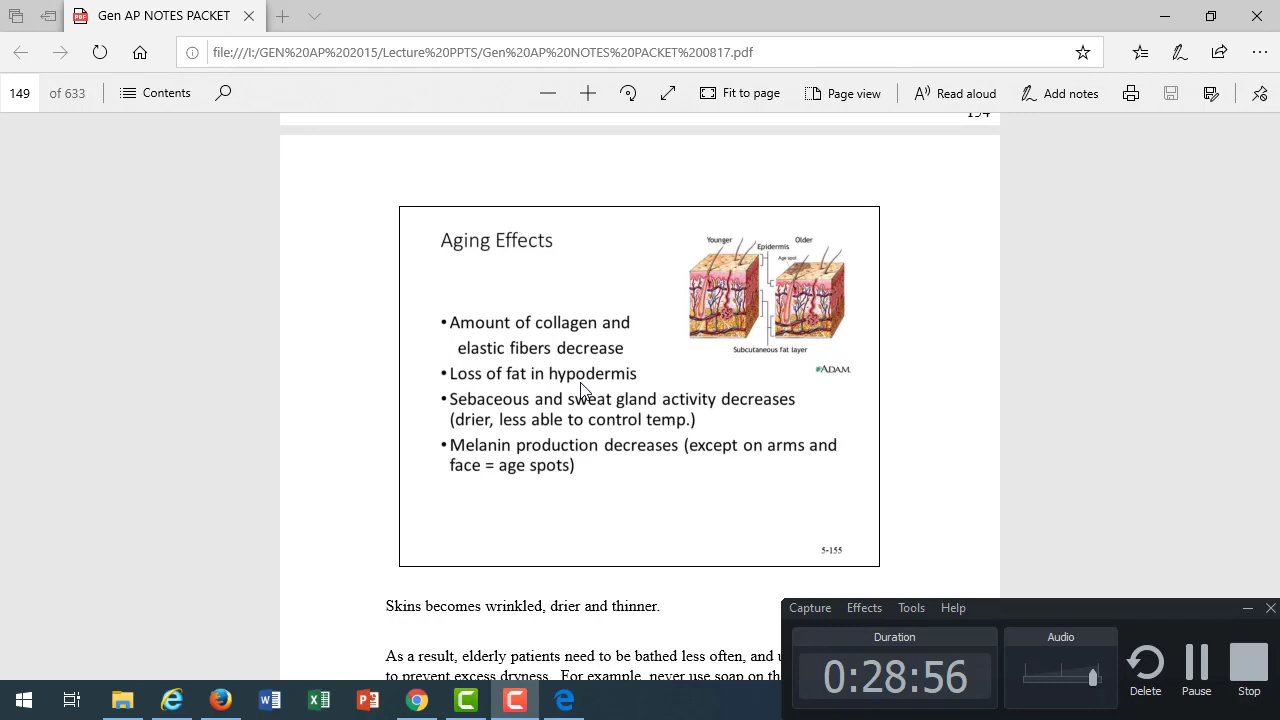 Gen AP NOTES PACKET
file:///I:/GEN%20AP%202015/Lecture%20PPTS/Gen%20AP%20NOTES%20PACKET%200817.pdf
149 of 633 Contents Fit to page Page view Read aloud Add notes
194
Aging Effects
Younger Older
Epidermis
Age spot
Subcutaneous fat layer
ADAM.
• Amount of collagen and
elastic fibers decrease
• Loss of fat in hypodermis
• Sebaceous and sweat gland activity decreases
(drier, less able to control temp.)
• Melanin production decreases (except on arms and
face = age spots)
5-155
Skins becomes wrinkled, drier and thinner.
As a result, elderly patients need to be bathed less often, and
to prevent excess dryness. For example, never use soap on
Capture Effects Tools Help
Duration Audio
0:28:56
Delete Pause Stop